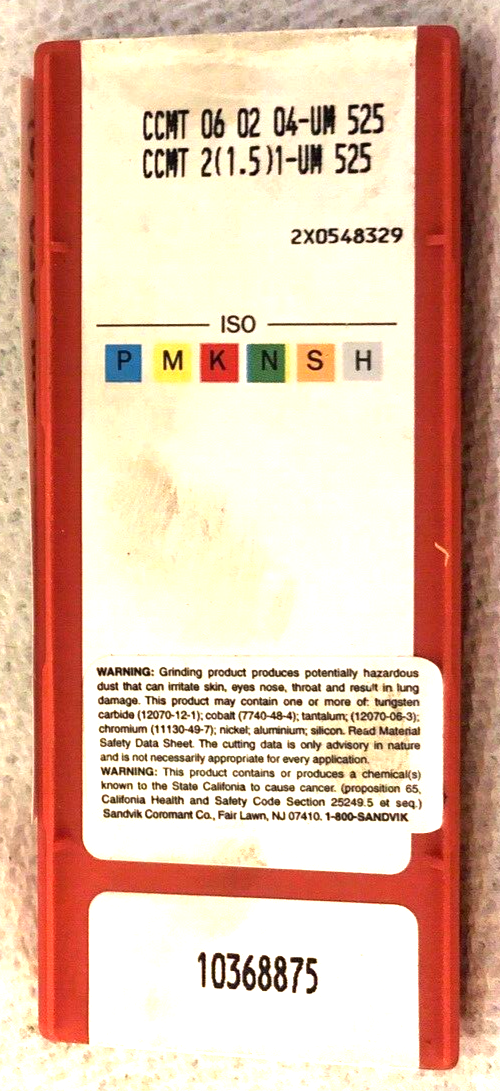 CCMT 06 02 04-UM 525
CCMT 2(1.5)1-UM 525
2X0548329
ISO
P M K N S H
WARNING: Grinding product produces potentially hazardous
dust that can irritate skin, eyes nose, throat and result in lung
damage. This product may contain one or more of: tungsten
carbide (12070-12-1); cobalt (7740-48-4); tantalum; (12070-06-3);
chromium (11130-49-7); nickel; aluminium; silicon. Read Material
Safety Data Sheet. The cutting data is only advisory in nature
and is not necessarily appropriate for every application.
WARNING: This product contains or produces a chemical(s)
known to the State Califonia to cause cancer. (proposition 65,
Califonia Health and Safety Code Section 25249.5 et seq.)
Sandvik Coromant Co., Fair Lawn, NJ 07410. 1-800-SANDVIK
10368875